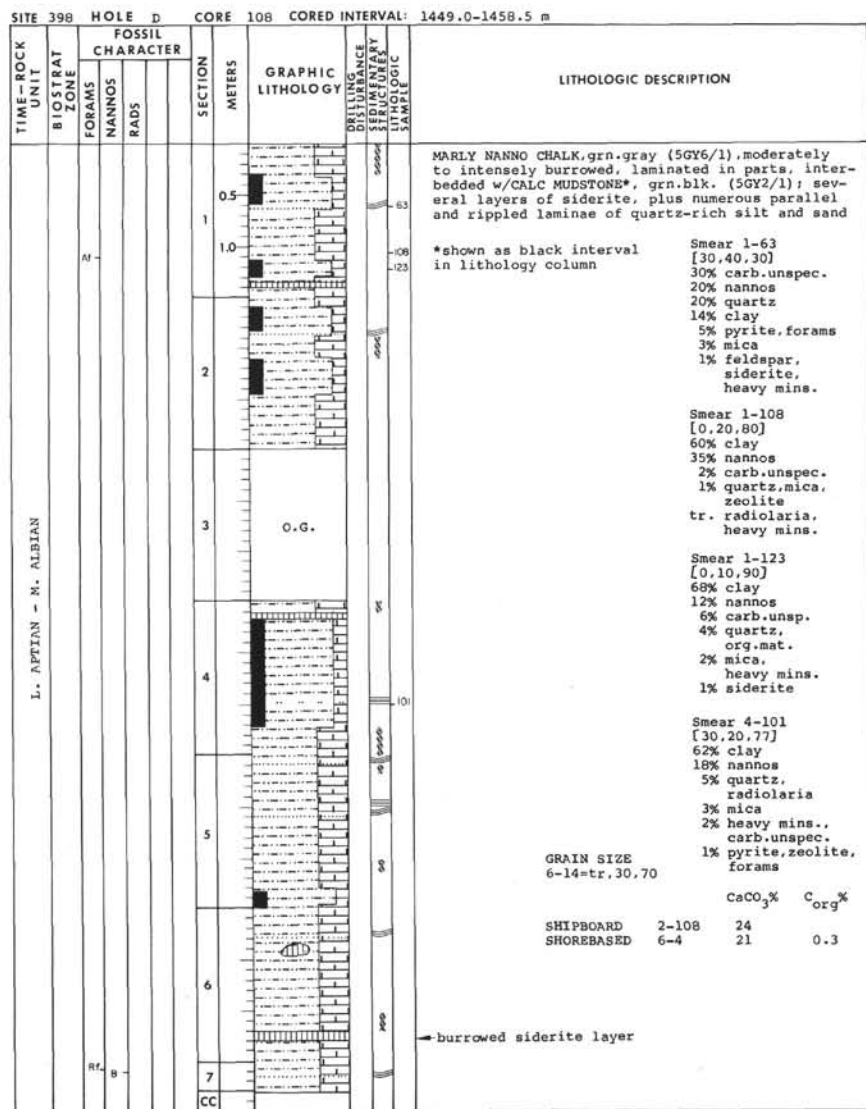 SITE 398 HOLE D CORE 108 CORED INTERVAL: 1449.0-1458.5 m
TIME-ROCK UNIT
BIOSTRAT ZONE
FOSSIL CHARACTER
FORAMS
NANNOS
RADS
SECTION
METERS
GRAPHIC LITHOLOGY
DRILLING DISTURBANCE
SEDIMENTARY STRUCTURES
LITHOLOGIC SAMPLE
LITHOLOGIC DESCRIPTION
L. APTIAN - M. ALBIAN
Af
Rf
B
1
0.5
1.0
2
3
O.G.
4
5
6
7
CC
63
108
123
101
MARLY NANNO CHALK,grn.gray (5GY6/1),moderately
to intensely burrowed, laminated in parts, inter-
bedded w/CALC MUDSTONE*, grn.blk. (5GY2/1); sev-
eral layers of siderite, plus numerous parallel
and rippled laminae of quartz-rich silt and sand
*shown as black interval
in lithology column
Smear 1-63
[30,40,30]
30% carb.unspec.
20% nannos
20% quartz
14% clay
5% pyrite,forams
3% mica
1% feldspar,
siderite,
heavy mins.
Smear 1-108
[0,20,80]
60% clay
35% nannos
2% carb.unspec.
1% quartz,mica,
zeolite
tr. radiolaria,
heavy mins.
Smear 1-123
[0,10,90]
68% clay
12% nannos
6% carb.unsp.
4% quartz,
org.mat.
2% mica,
heavy mins.
1% siderite
Smear 4-101
[30,20,77]
62% clay
18% nannos
5% quartz,
radiolaria
3% mica
2% heavy mins.,
carb.unspec.
1% pyrite,zeolite,
forams
GRAIN SIZE
6-14=tr,30,70
CaCO3% Corg%
SHIPBOARD 2-108 24
SHOREBASED 6-4 21 0.3
burrowed siderite layer